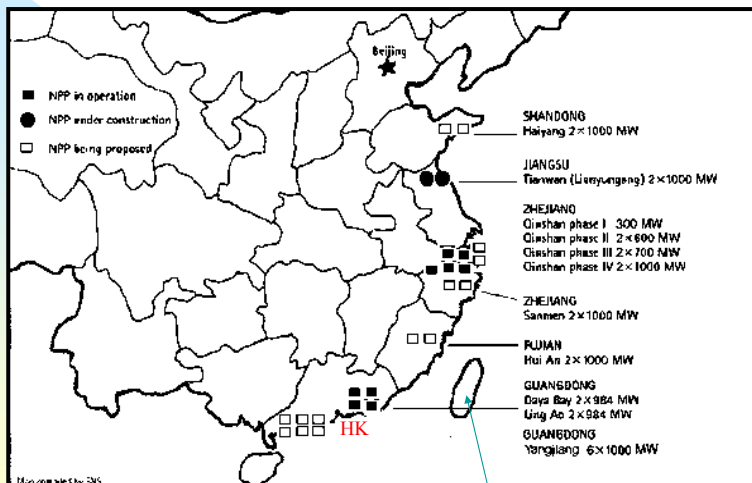 Beijing
NPP in operation
NPP under construction
NPP being proposed
SHANDONG
Haiyang 2×1000 MW
JIANGSU
Tianwan (Lianyungang) 2×1000 MW
ZHEJIANG
Qinshan phase I 300 MW
Qinshan phase II 2×600 MW
Qinshan phase III 2×700 MW
Qinshan phase IV 2×1000 MW
ZHEJIANG
Sanmen 2×1000 MW
FUJIAN
Hui An 2×1000 MW
GUANGDONG
Daya Bay 2×984 MW
Ling Ao 2×984 MW
HK
GUANGDONG
Yangjiang 6×1000 MW